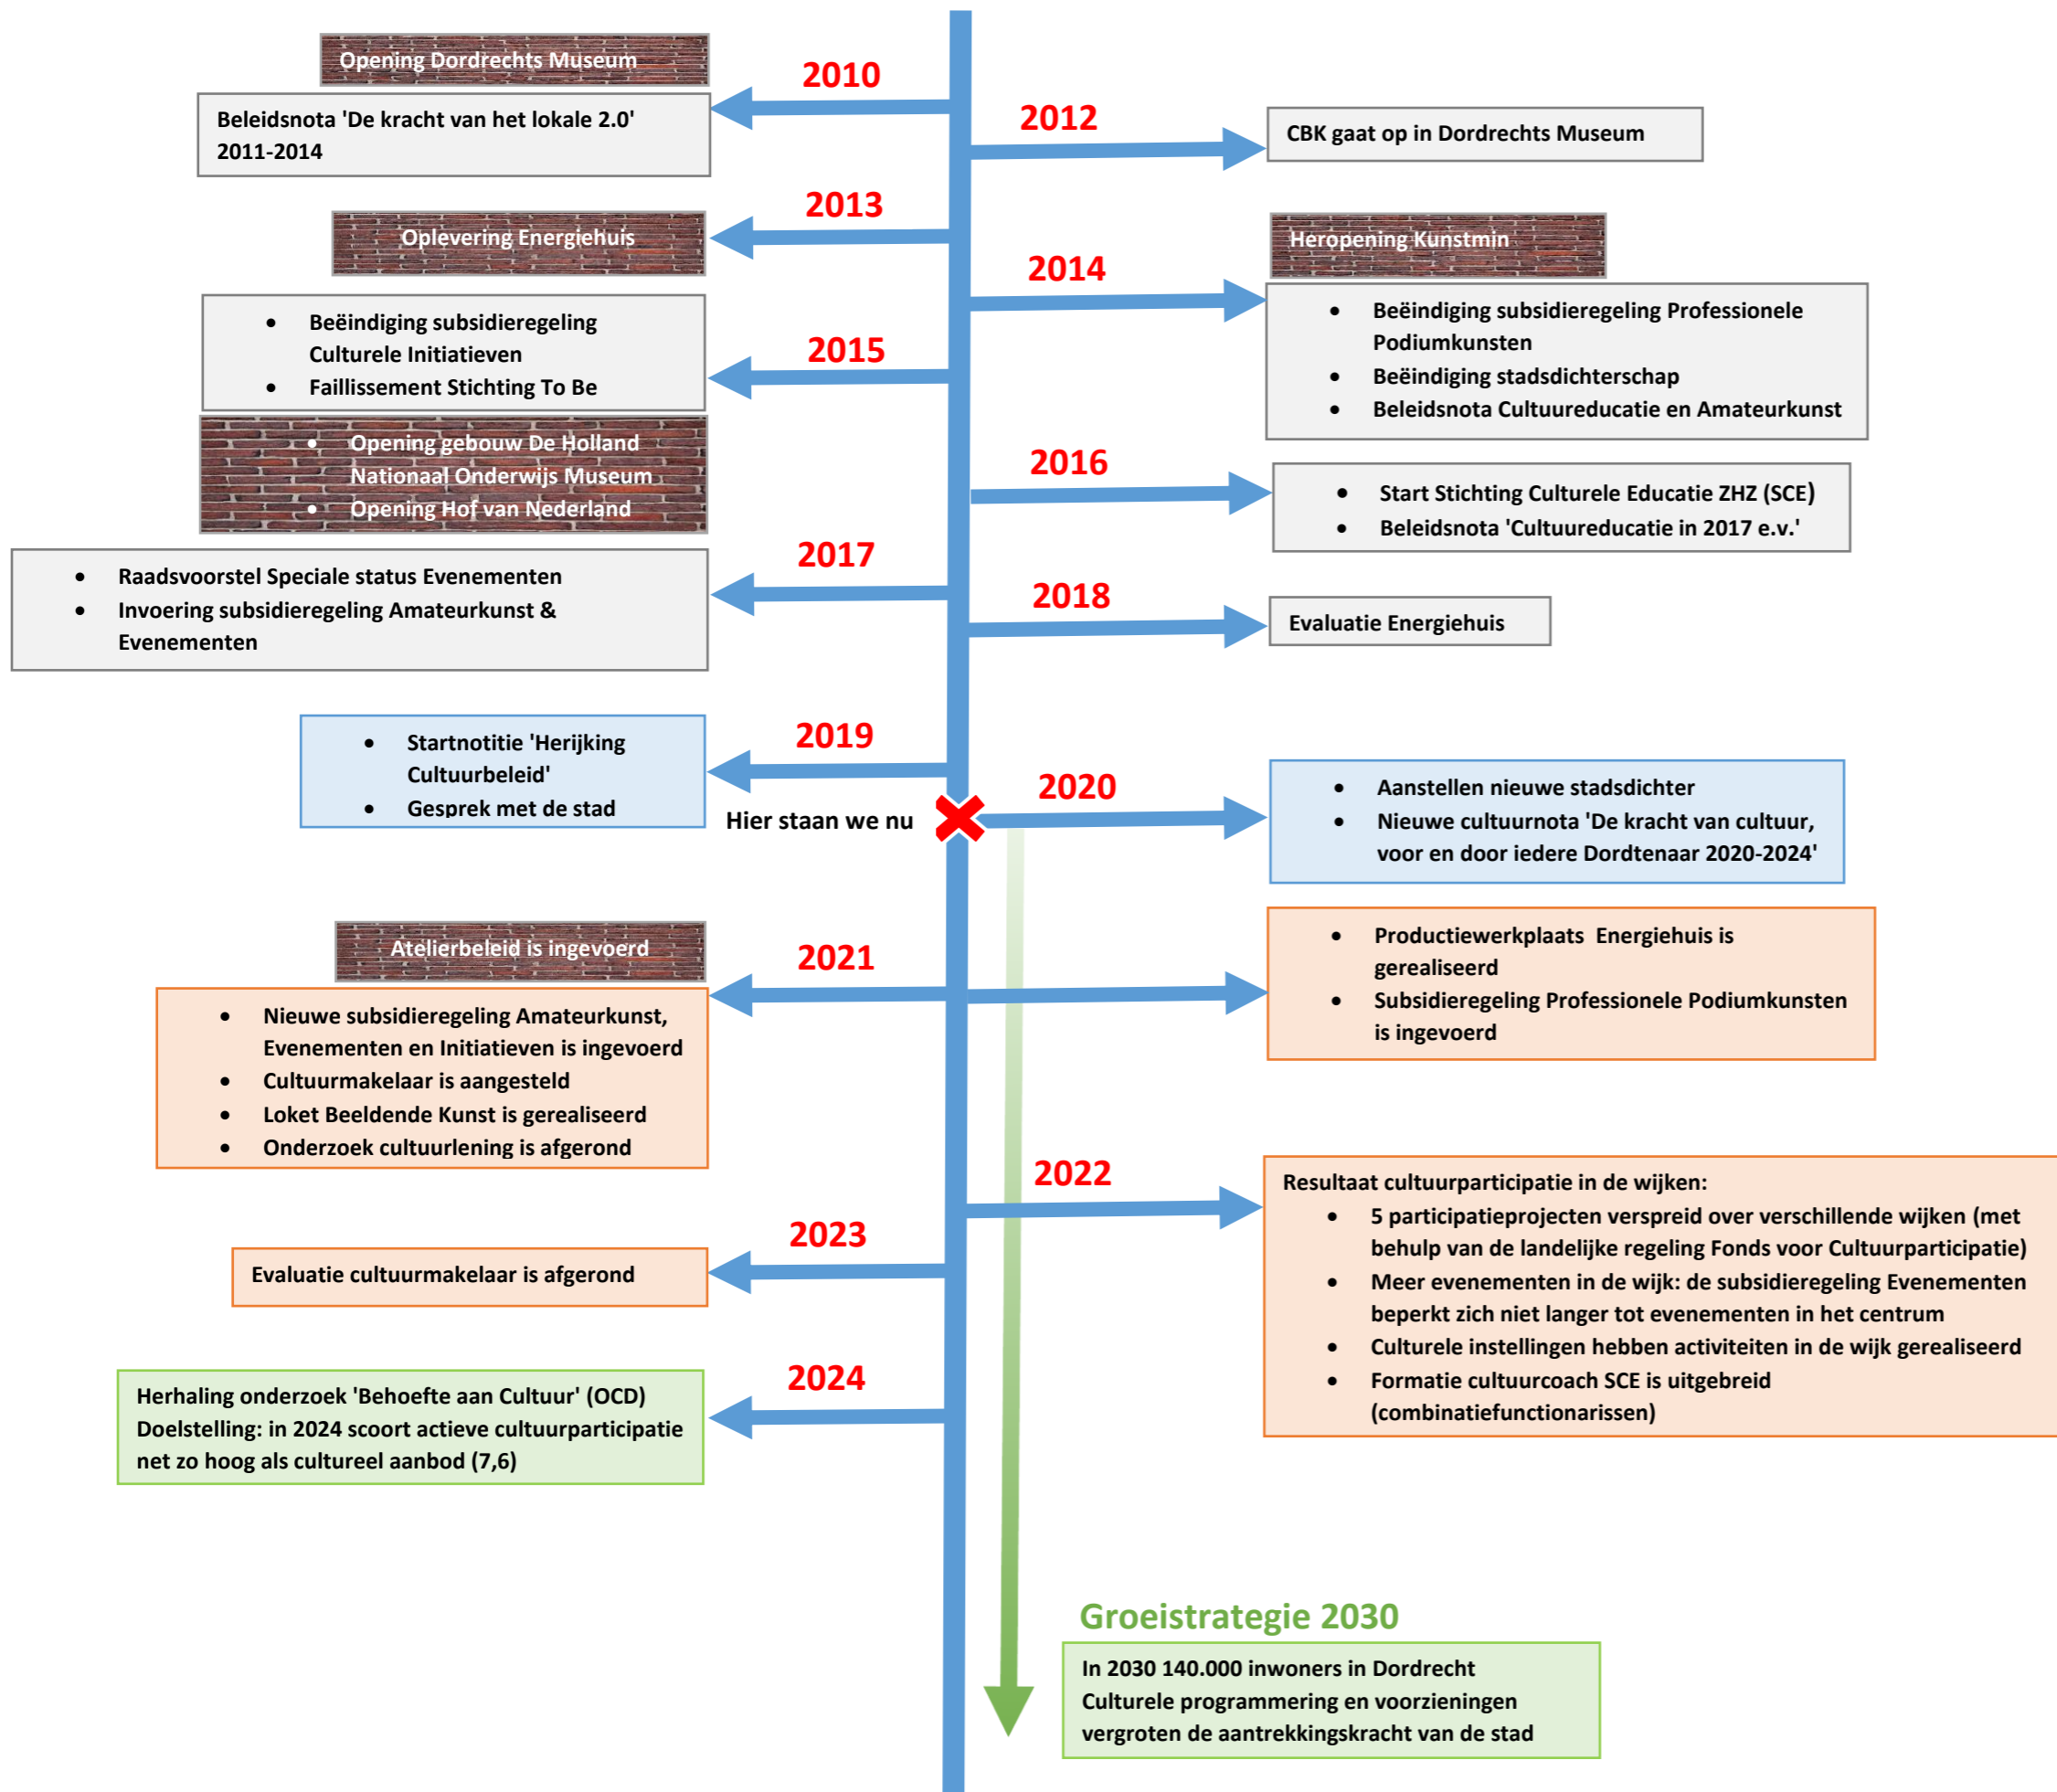 Opening Dordrechts Museum
2010
Beleidsnota 'De kracht van het lokale 2.0'
2011-2014
2012
CBK gaat op in Dordrechts Museum
2013
Oplevering Energiehuis
Heropening Kunstmin
2014
• Beëindiging subsidieregeling Professionele
Podiumkunsten
• Beëindiging stadsdichterschap
• Beleidsnota Cultuureducatie en Amateurkunst
• Beëindiging subsidieregeling
Culturele Initiatieven
• Faillissement Stichting To Be
2015
• Opening gebouw De Holland
Nationaal Onderwijs Museum
• Opening Hof van Nederland
2016
• Start Stichting Culturele Educatie ZHZ (SCE)
• Beleidsnota 'Cultuureducatie in 2017 e.v.'
2017
• Raadsvoorstel Speciale status Evenementen
• Invoering subsidieregeling Amateurkunst &
Evenementen
2018
Evaluatie Energiehuis
2019
• Startnotitie 'Herijking
Cultuurbeleid'
• Gesprek met de stad
Hier staan we nu
2020
• Aanstellen nieuwe stadsdichter
• Nieuwe cultuurnota 'De kracht van cultuur,
voor en door iedere Dordtenaar 2020-2024'
Atelierbeleid is ingevoerd
2021
• Nieuwe subsidieregeling Amateurkunst,
Evenementen en Initiatieven is ingevoerd
• Cultuurmakelaar is aangesteld
• Loket Beeldende Kunst is gerealiseerd
• Onderzoek cultuurlening is afgerond
• Productiewerkplaats Energiehuis is
gerealiseerd
• Subsidieregeling Professionele Podiumkunsten
is ingevoerd
2022
Resultaat cultuurparticipatie in de wijken:
• 5 participatieprojecten verspreid over verschillende wijken (met
behulp van de landelijke regeling Fonds voor Cultuurparticipatie)
• Meer evenementen in de wijk: de subsidieregeling Evenementen
beperkt zich niet langer tot evenementen in het centrum
• Culturele instellingen hebben activiteiten in de wijk gerealiseerd
• Formatie cultuurcoach SCE is uitgebreid
(combinatiefunctionarissen)
2023
Evaluatie cultuurmakelaar is afgerond
2024
Herhaling onderzoek 'Behoefte aan Cultuur' (OCD)
Doelstelling: in 2024 scoort actieve cultuurparticipatie
net zo hoog als cultureel aanbod (7,6)
Groeistrategie 2030
In 2030 140.000 inwoners in Dordrecht
Culturele programmering en voorzieningen
vergroten de aantrekkingskracht van de stad